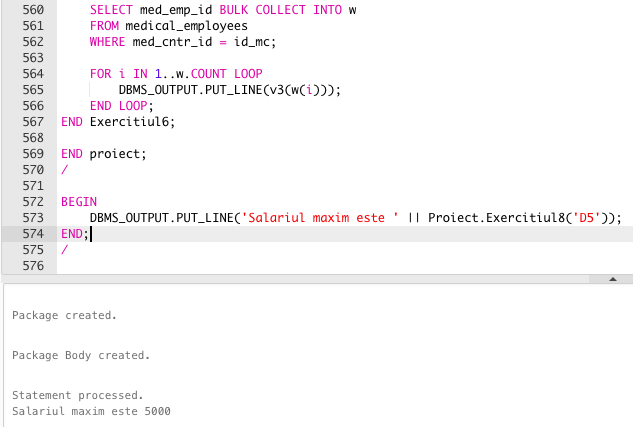 560 SELECT med_emp_id BULK COLLECT INTO w
561 FROM medical_employees
562 WHERE med_cntr_id = id_mc;
563
564 FOR i IN 1..w.COUNT LOOP
565 DBMS_OUTPUT.PUT_LINE(v3(w(i)));
566 END LOOP;
567 END Exercitiul6;
568
569 END proiect;
570 /
571
572 BEGIN
573 DBMS_OUTPUT.PUT_LINE('Salariul maxim este ' || Proiect.Exercitiul8('D5'));
574 END;
575 /
576
Package created.
Package Body created.
Statement processed.
Salariul maxim este 5000